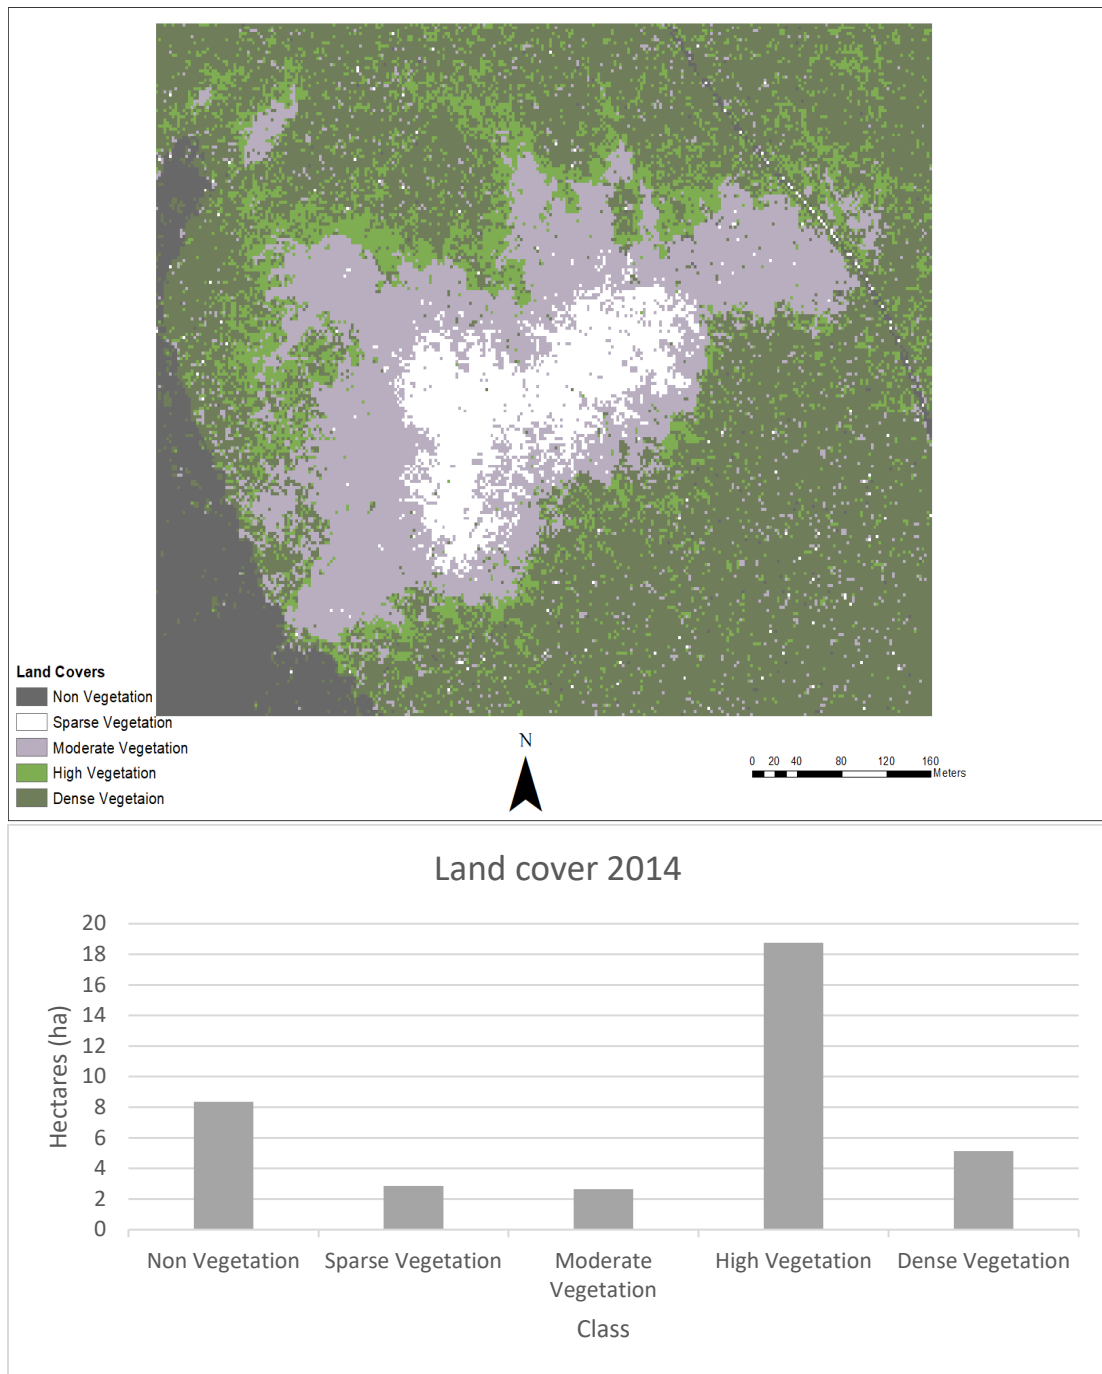 Land Covers
Non Vegetation
Sparse Vegetation
Moderate Vegetation
High Vegetation
Dense Vegetaion
N
0 20 40 80 120 160
Meters
Land cover 2014
Hectares (ha)
20
18
16
14
12
10
8
6
4
2
0
Non Vegetation Sparse Vegetation Moderate Vegetation High Vegetation Dense Vegetation
Class